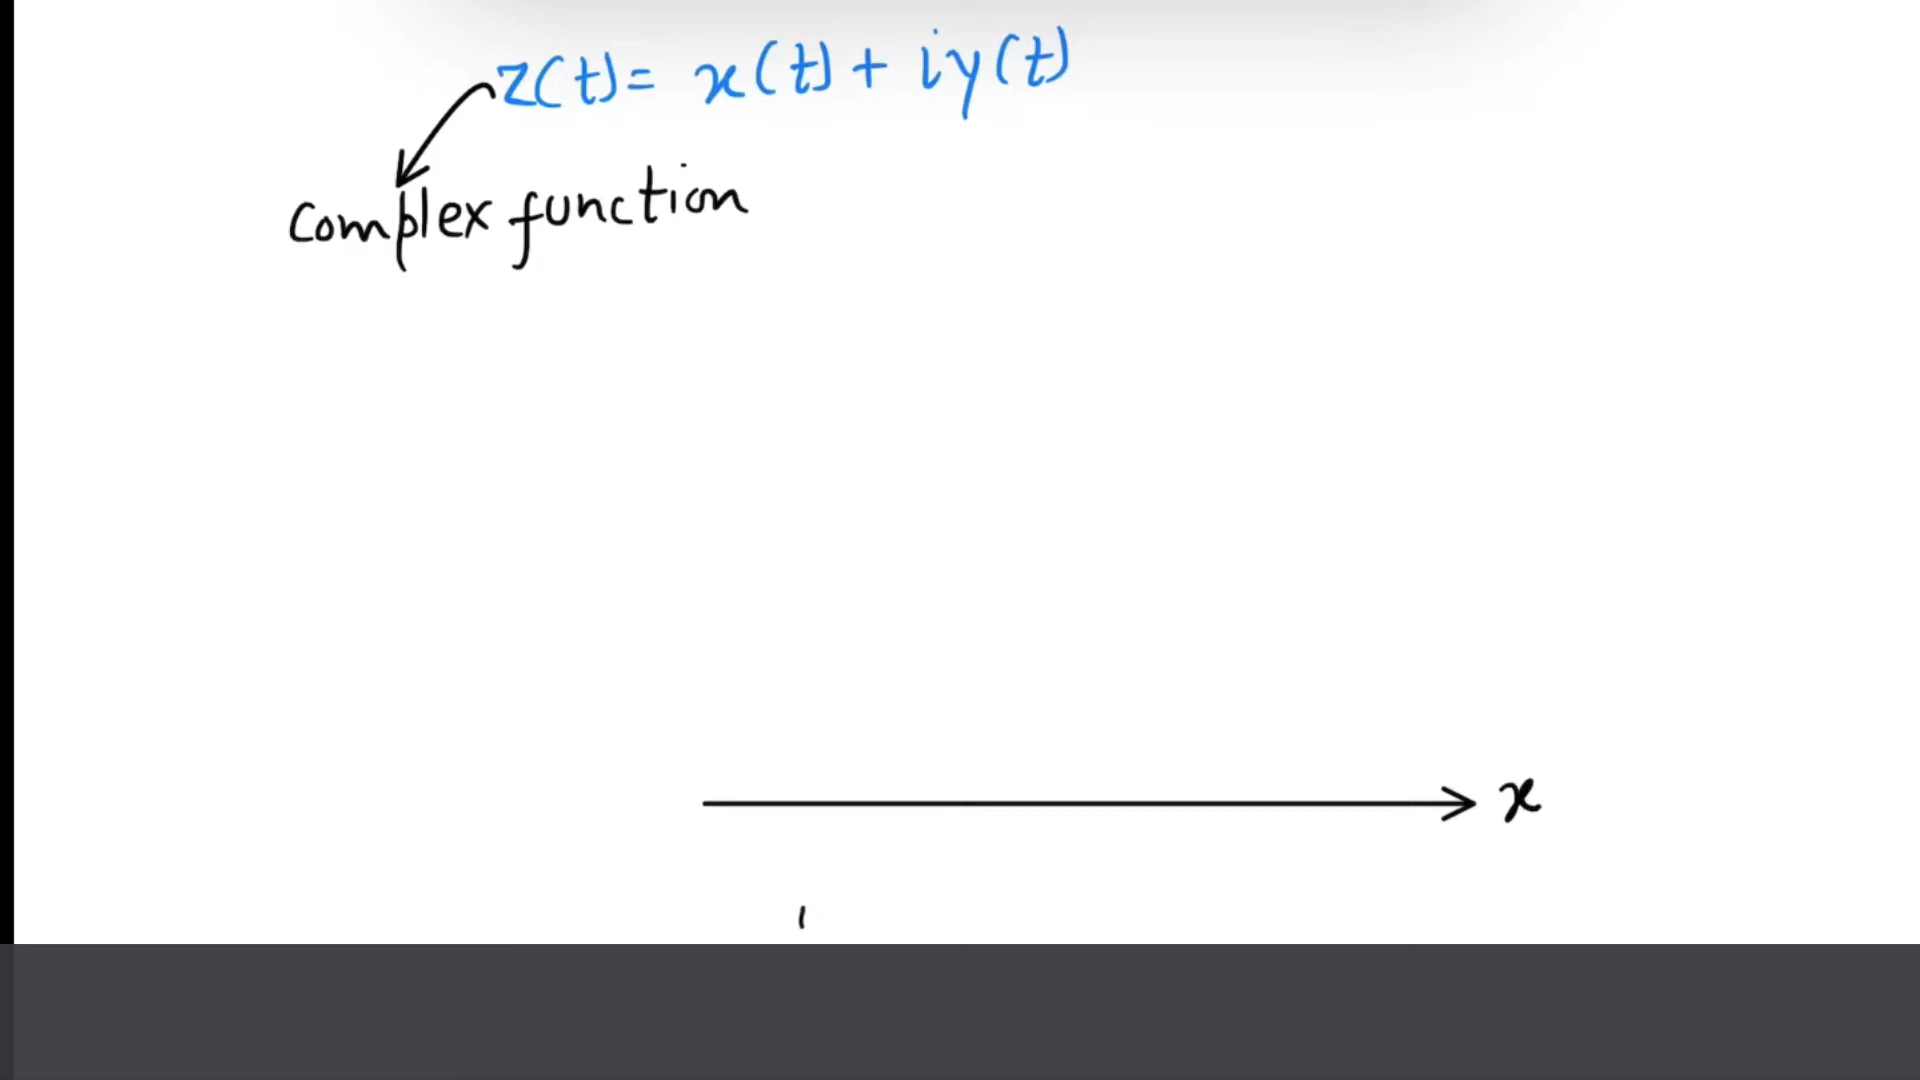 z(t)= x(t) + iy(t)
Complex function
x